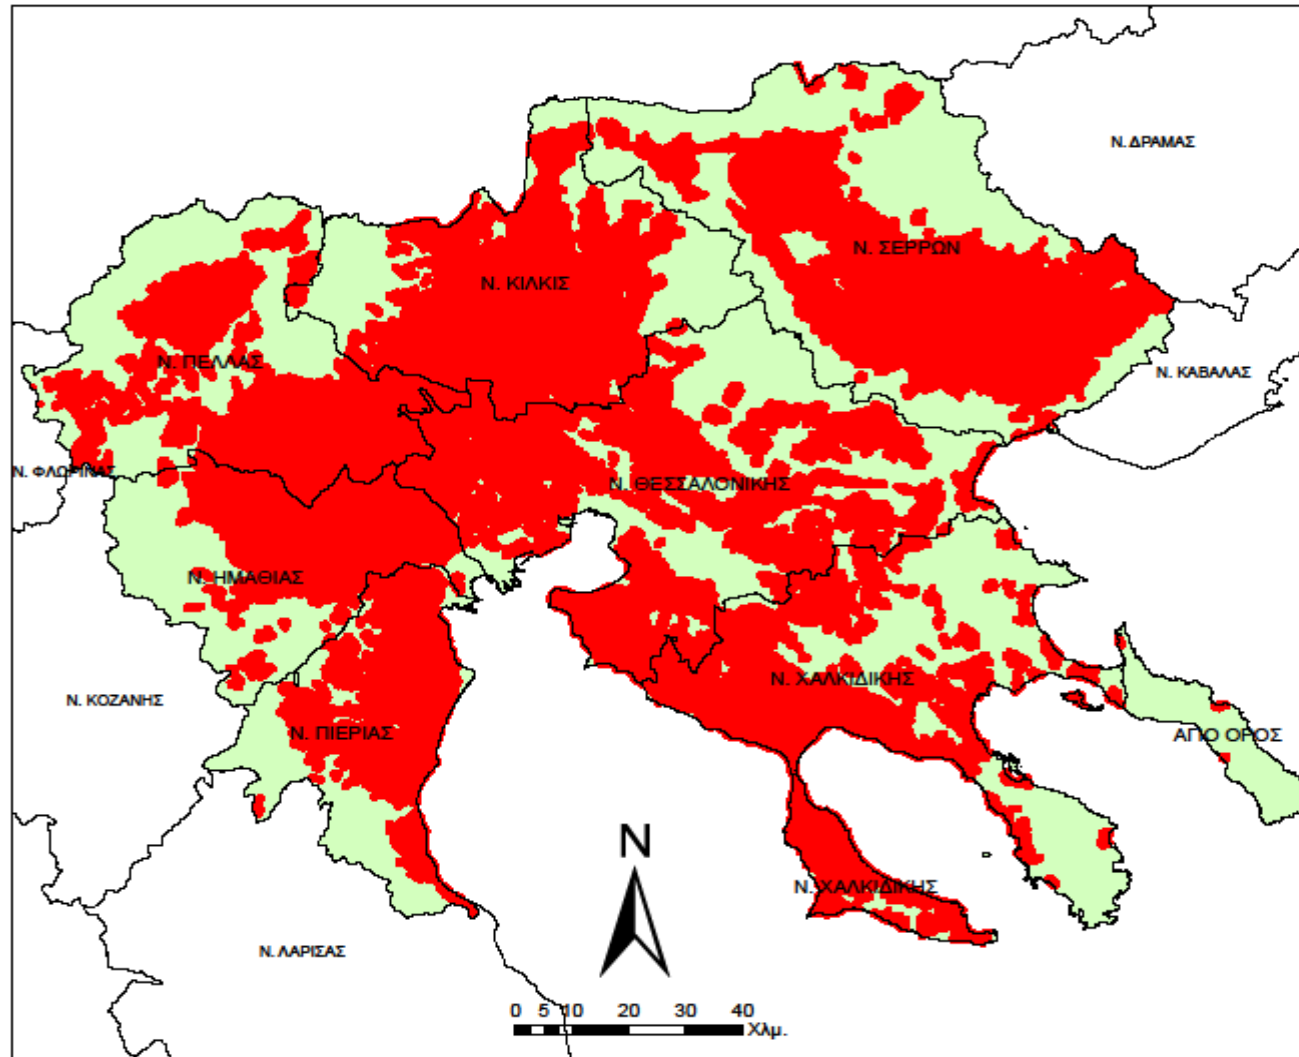 Ν. ΔΡΑΜΑΣ
Ν. ΣΕΡΡΩΝ
Ν. ΚΙΛΚΙΣ
Ν. ΠΕΛΛΑΣ
Ν. ΚΑΒΑΛΑΣ
Ν. ΦΛΩΡΙΝΑΣ
Ν. ΘΕΣΣΑΛΟΝΙΚΗΣ
Ν. ΗΜΑΘΙΑΣ
Ν. ΧΑΛΚΙΔΙΚΗΣ
Ν. ΚΟΖΑΝΗΣ
Ν. ΠΙΕΡΙΑΣ
ΑΓΙΟ ΟΡΟΣ
N
Ν. ΧΑΛΚΙΔΙΚΗΣ
Ν. ΛΑΡΙΣΑΣ
0 5 10 20 30 40
Χλμ.